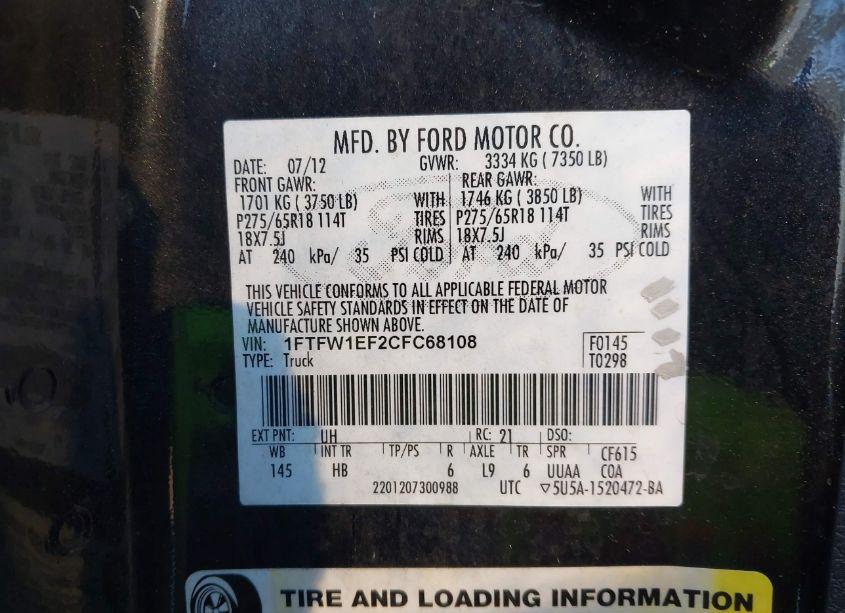 MFD. BY FORD MOTOR CO.
DATE: 07/12 GVWR: 3334 KG ( 7350 LB)
FRONT GAWR: REAR GAWR:
1701 KG ( 3750 LB) WITH 1746 KG ( 3850 LB) WITH
P275/65R18 114T TIRES P275/65R18 114T TIRES
18X7.5J RIMS 18X7.5J RIMS
AT 240 kPa/ 35 PSI COLD AT 240 kPa/ 35 PSI COLD
THIS VEHICLE CONFORMS TO ALL APPLICABLE FEDERAL MOTOR
VEHICLE SAFETY STANDARDS IN EFFECT ON THE DATE OF
MANUFACTURE SHOWN ABOVE.
VIN: 1FTFW1EF2CFC68108 F0145
TYPE: Truck T0298
EXT PNT: UH RC: 21 DSO:
WB INT TR TP/PS R AXLE TR SPR CF615
145 HB 6 L9 6 UUAA COA
2201207300988 UTC ▽5U5A-1520472-BA
TIRE AND LOADING INFORMATION